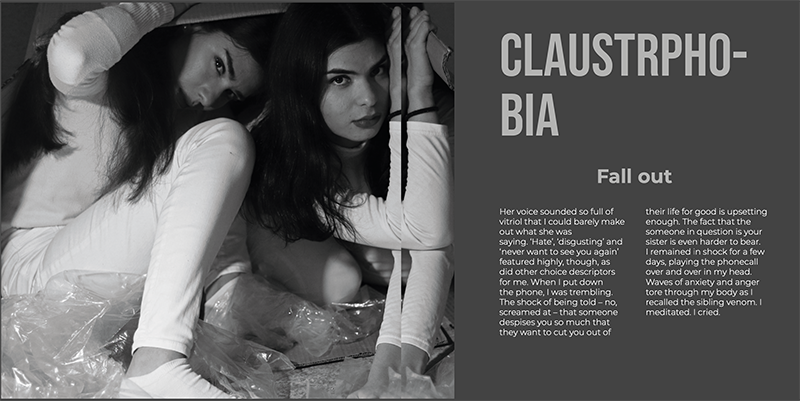 CLAUSTRPHO-
BIA
Fall out
Her voice sounded so full of
vitriol that I could barely make
out what she was
saying. 'Hate', 'disgusting' and
'never want to see you again'
featured highly, though, as
did other choice descriptors
for me. When I put down
the phone, I was trembling.
The shock of being told – no,
screamed at – that someone
despises you so much that
they want to cut you out of
their life for good is upsetting
enough. The fact that the
someone in question is your
sister is even harder to bear.
I remained in shock for a few
days, playing the phonecall
over and over in my head.
Waves of anxiety and anger
tore through my body as I
recalled the sibling venom. I
meditated. I cried.